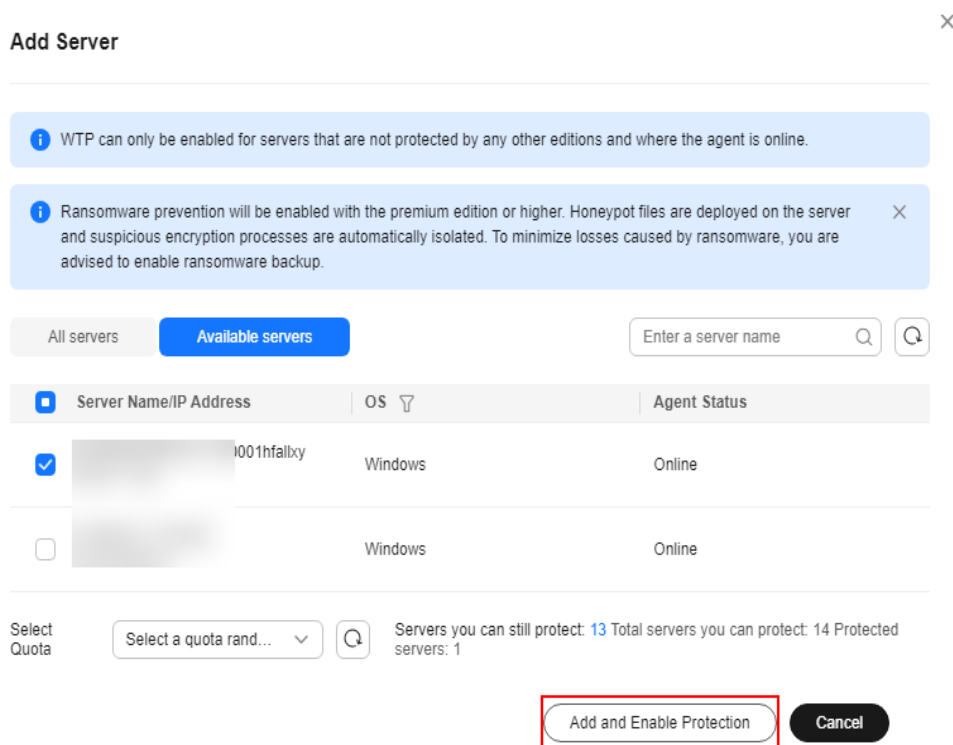 Add Server
WTP can only be enabled for servers that are not protected by any other editions and where the agent is online.
Ransomware prevention will be enabled with the premium edition or higher. Honeypot files are deployed on the server
and suspicious encryption processes are automatically isolated. To minimize losses caused by ransomware, you are
advised to enable ransomware backup.
All servers
Available servers
Enter a server name
Server Name/IP Address
OS
Agent Status
001hfallxy
Windows
Online
Windows
Online
Select
Quota
Select a quota rand...
Servers you can still protect: 13 Total servers you can protect: 14 Protected
servers: 1
Add and Enable Protection
Cancel